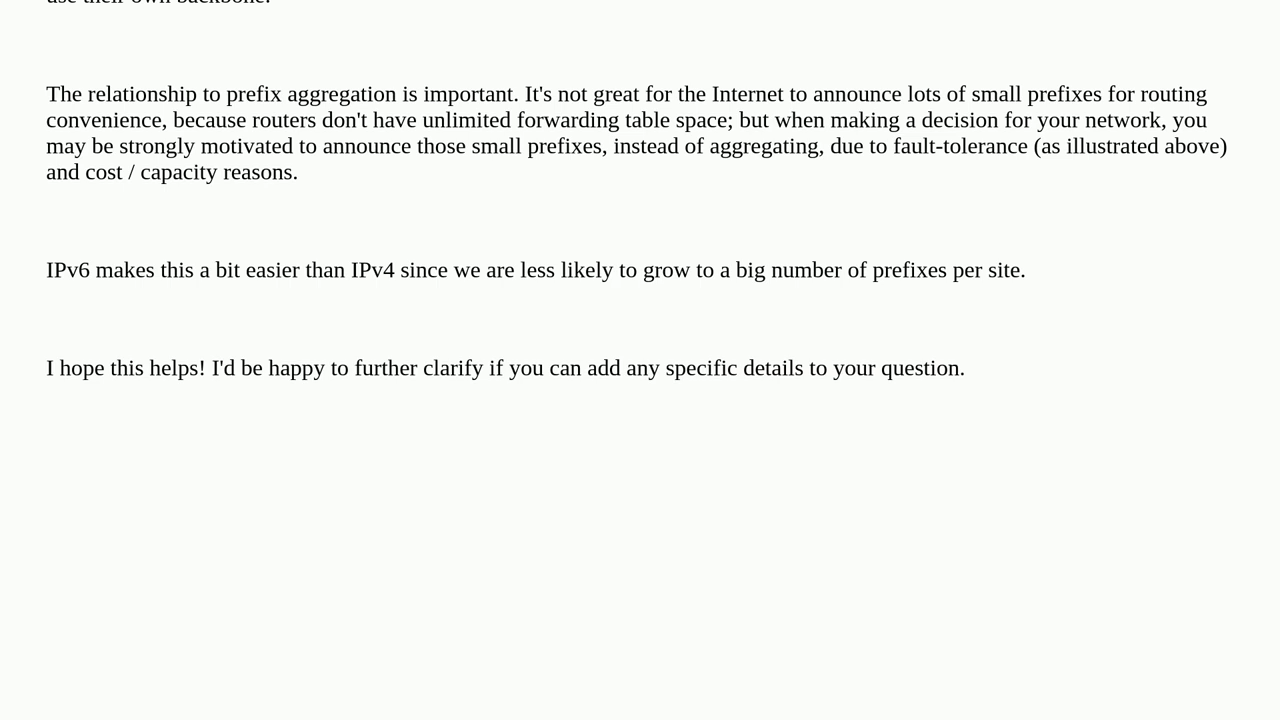 use their own backbone.
The relationship to prefix aggregation is important. It's not great for the Internet to announce lots of small prefixes for routing
convenience, because routers don't have unlimited forwarding table space; but when making a decision for your network, you
may be strongly motivated to announce those small prefixes, instead of aggregating, due to fault-tolerance (as illustrated above)
and cost / capacity reasons.
IPv6 makes this a bit easier than IPv4 since we are less likely to grow to a big number of prefixes per site.
I hope this helps! I'd be happy to further clarify if you can add any specific details to your question.